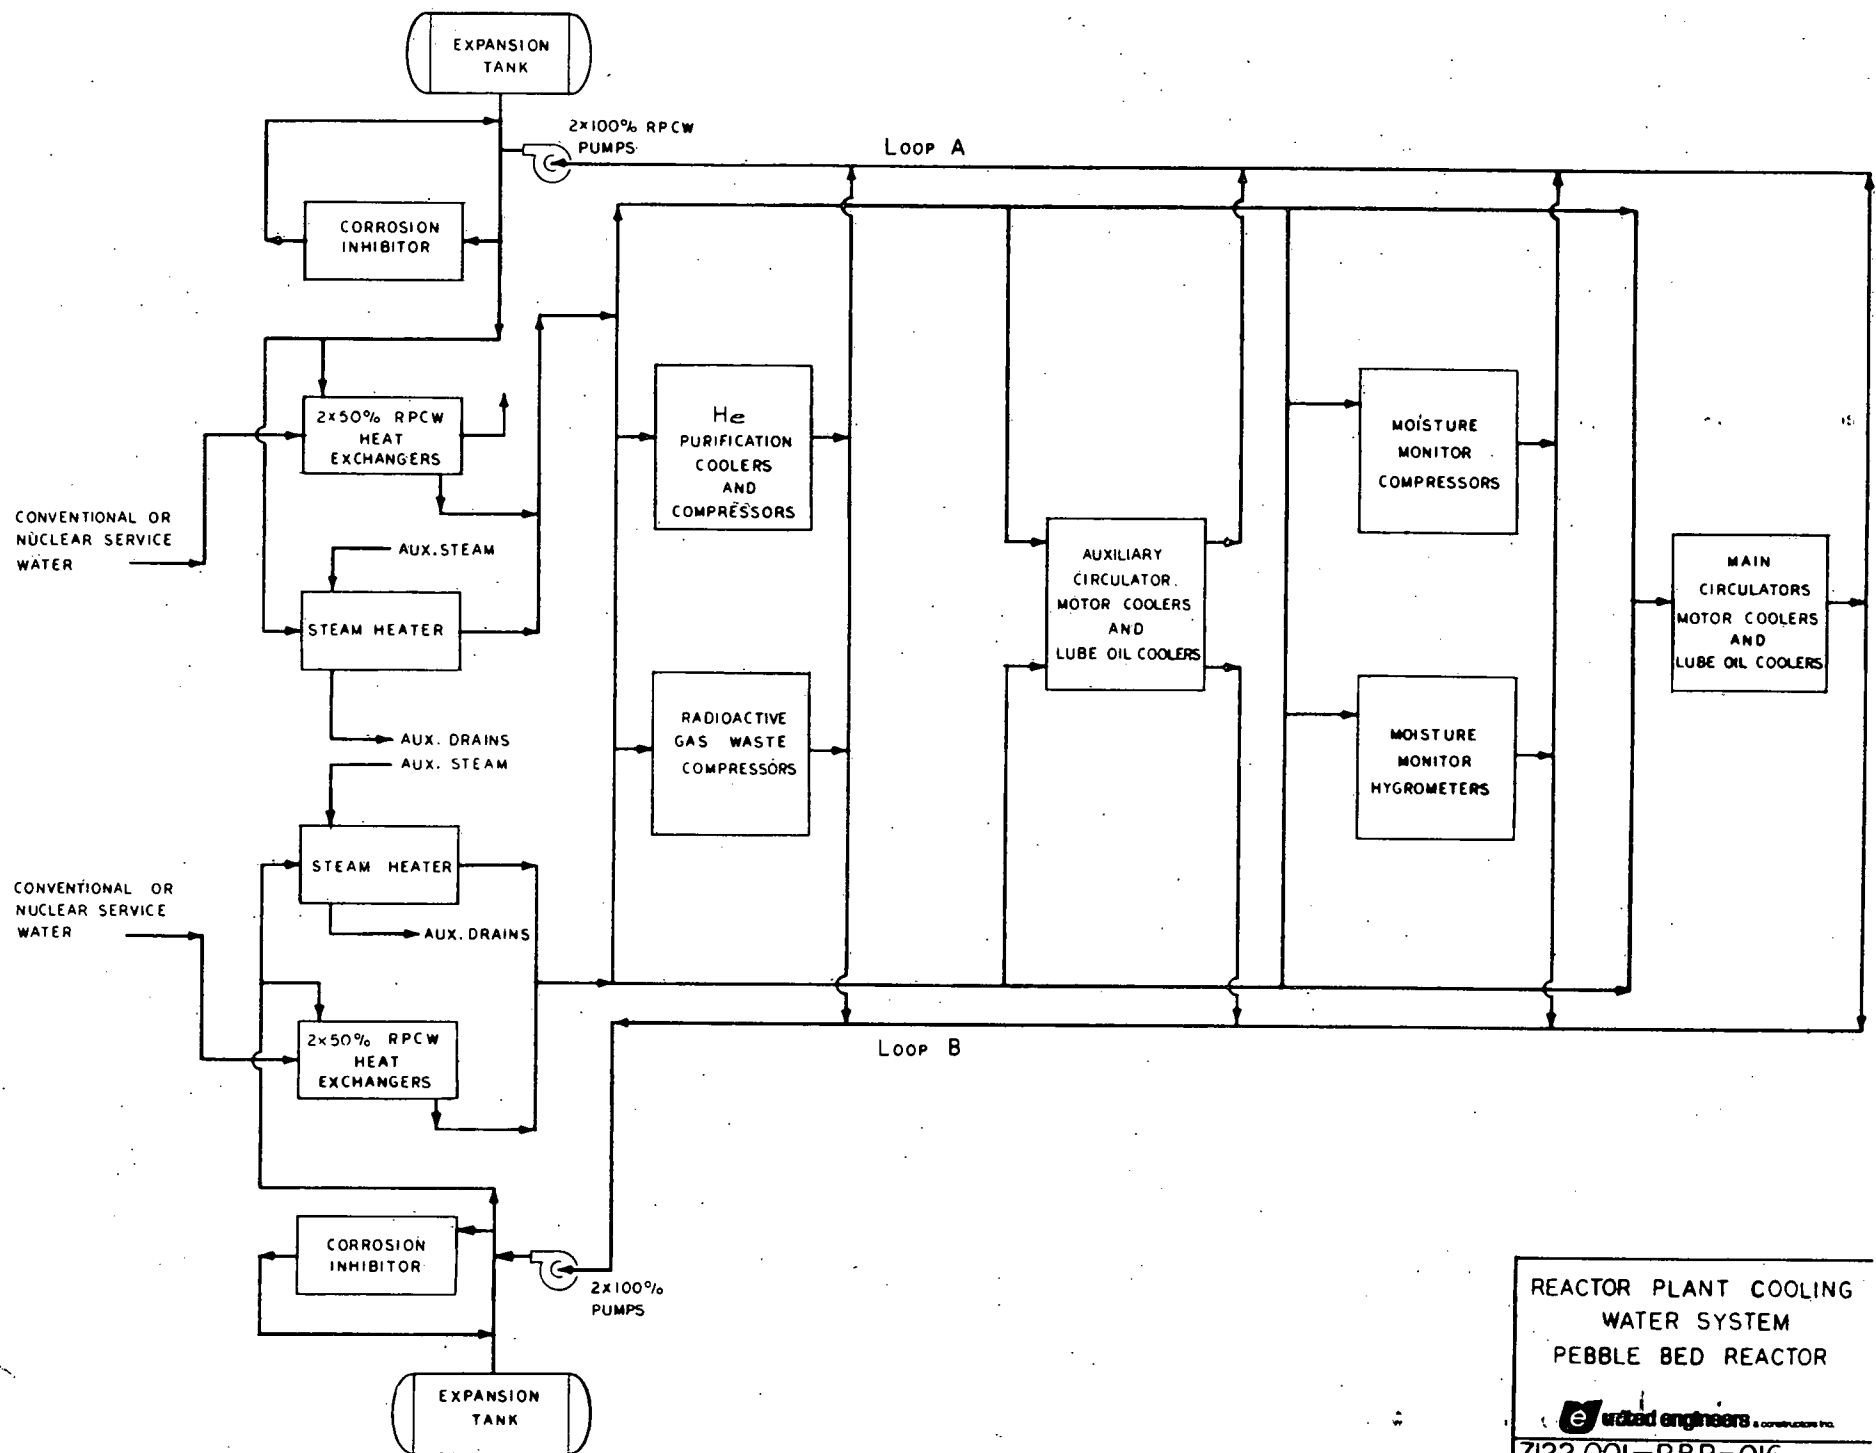 EXPANSION
TANK
2×100% RPCW
PUMPS
LOOP A
CORROSION
INHIBITOR
2×50% RPCW
HEAT
EXCHANGERS
CONVENTIONAL OR
NUCLEAR SERVICE
WATER
AUX. STEAM
STEAM HEATER
AUX. DRAINS
AUX. STEAM
STEAM HEATER
AUX. DRAINS
CONVENTIONAL OR
NUCLEAR SERVICE
WATER
2×50% RPCW
HEAT
EXCHANGERS
CORROSION
INHIBITOR
2×100%
PUMPS
EXPANSION
TANK
He
PURIFICATION
COOLERS
AND
COMPRESSORS
RADIOACTIVE
GAS WASTE
COMPRESSORS
AUXILIARY
CIRCULATOR
MOTOR COOLERS
AND
LUBE OIL COOLERS
MOISTURE
MONITOR
COMPRESSORS
MOISTURE
MONITOR
HYGROMETERS
MAIN
CIRCULATORS
MOTOR COOLERS
AND
LUBE OIL COOLERS
LOOP B
REACTOR PLANT COOLING
WATER SYSTEM
PEBBLE BED REACTOR
e united engineers & constructors inc.